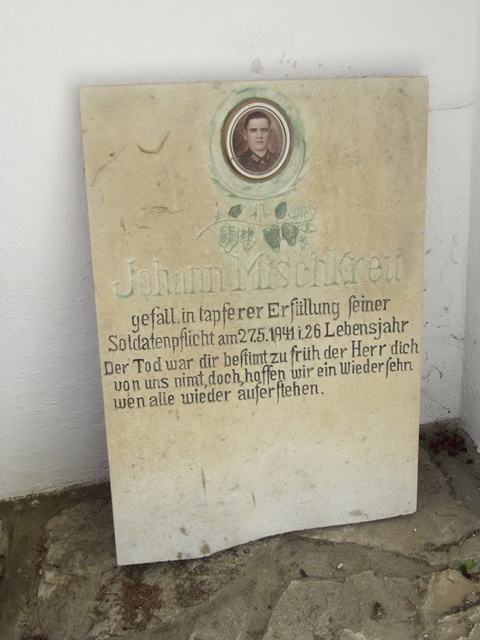 Johann Mischkreu
gefall. in tapferer Erfüllung seiner
Soldatenpflicht am 27.5.1941 i. 26 Lebensjahr
Der Tod war dir bestimt zu früh der Herr dich
von uns nimt, doch, hoffen wir ein Wiedersehn
wen alle wieder auferstehen.